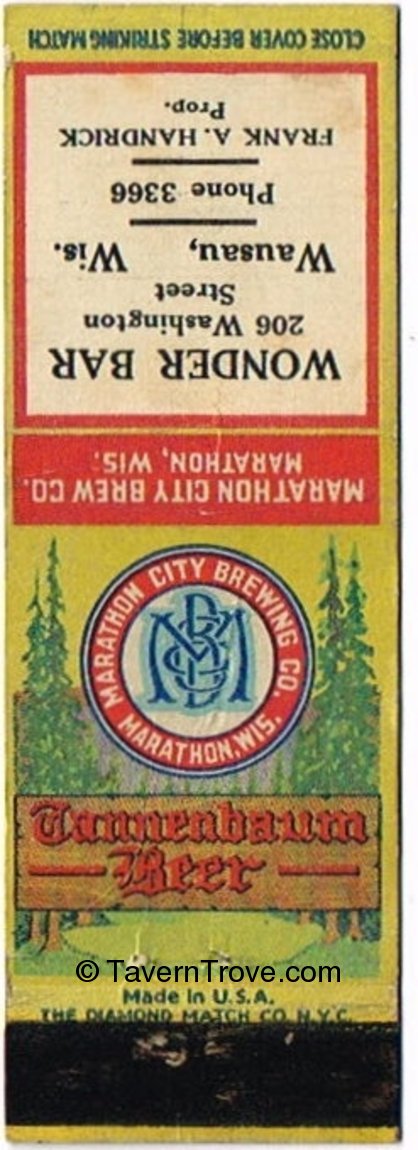 CLOSE COVER BEFORE STRIKING MATCH
WONDER BAR
206 Washington
Street
Wausau, Wis.
Phone 3366
FRANK A. HANDRICK
Prop.
MARATHON CITY BREW CO.
MARATHON, WIS.
MARATHON CITY BREWING CO.
MARATHON, WIS.
MCBCO
Tannenbaum
Beer
© TavernTrove.com
Made In U.S.A.
THE DIAMOND MATCH CO. N.Y.C.